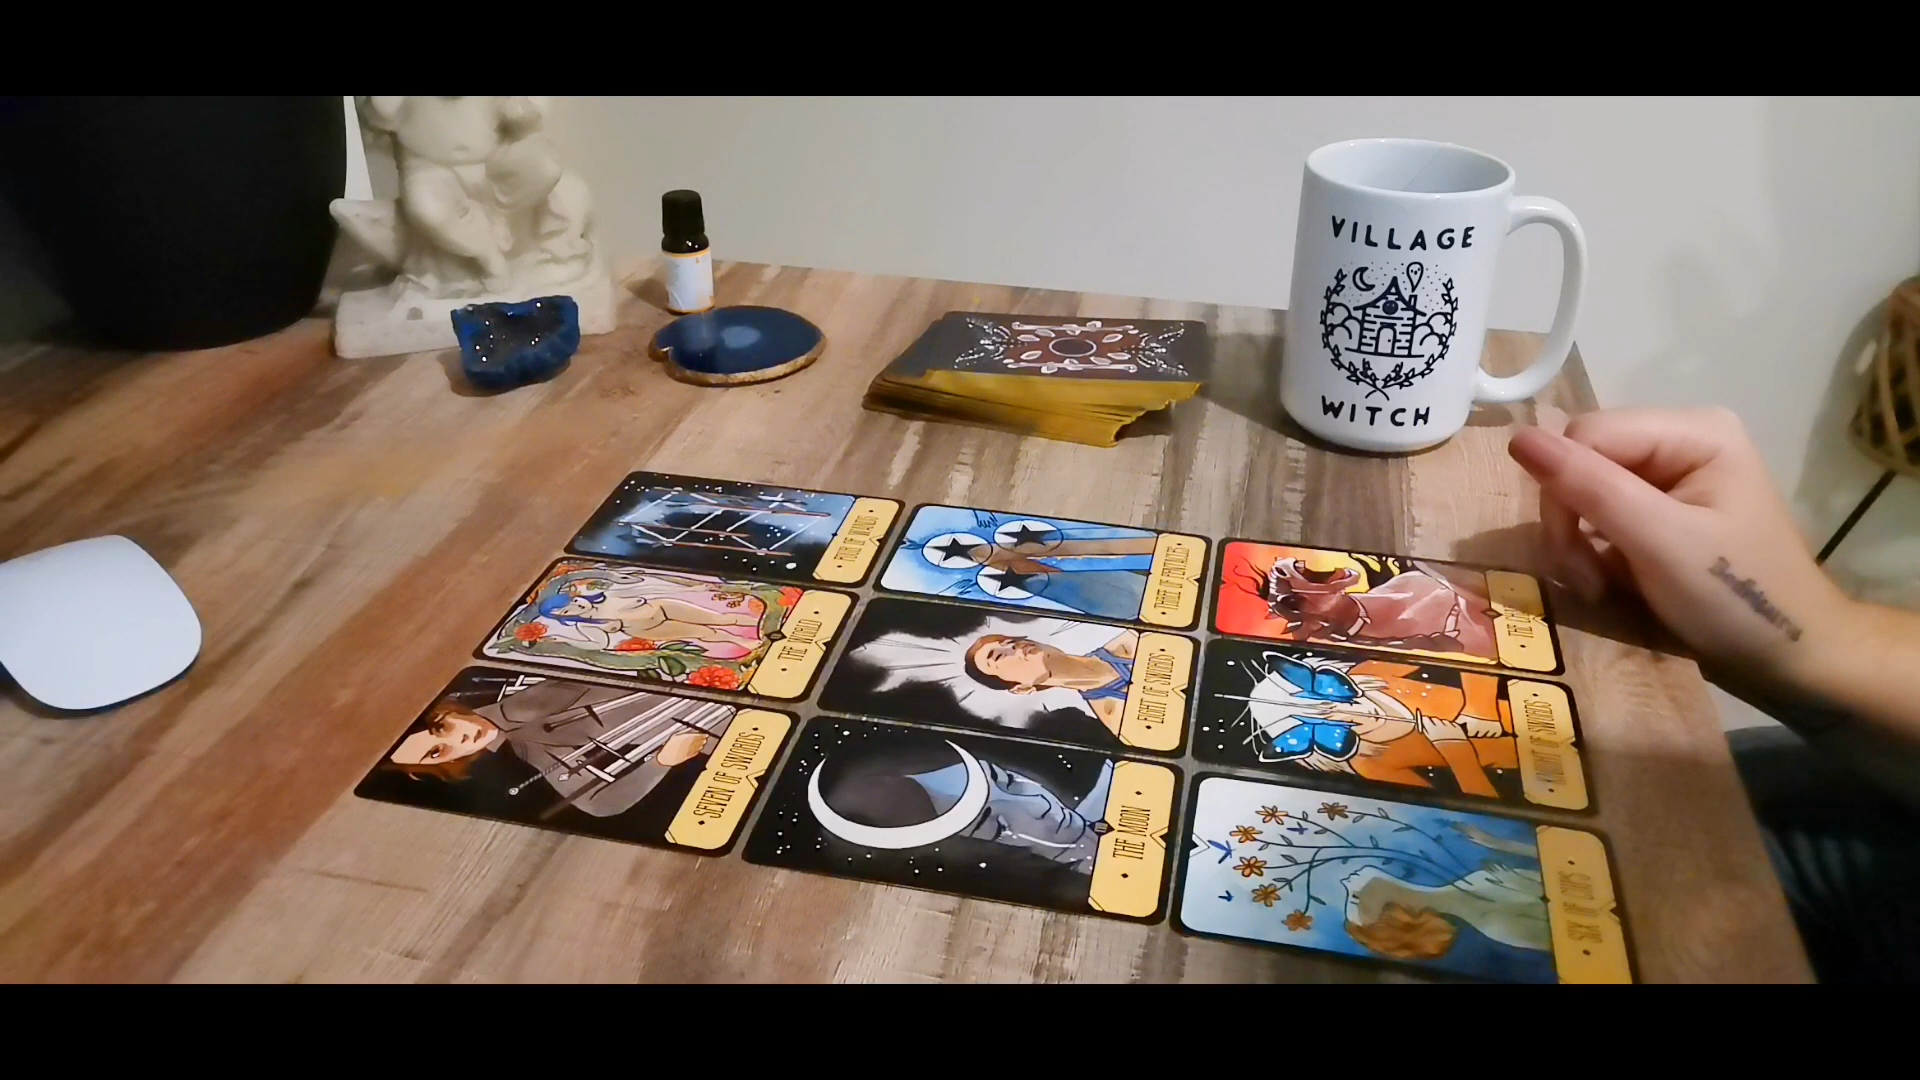 VILLAGE
WITCH
FOUR OF WANDS
THREE OF PENTACLES
THE
THE WORLD
EIGHT OF SWORDS
KNIGHT OF SWORDS
SEVEN OF SWORDS
THE MOON
SIX OF CUPS